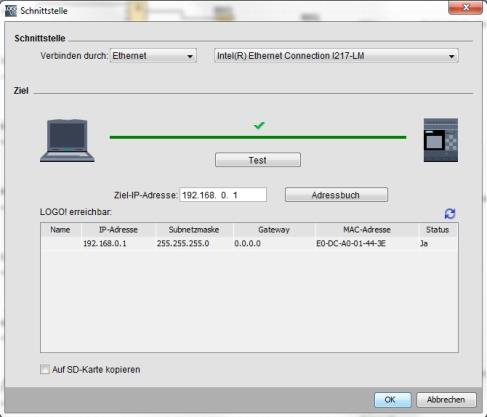 Schnittstelle
Schnittstelle
Verbinden durch: Ethernet Intel(R) Ethernet Connection I217-LM
Ziel
Test
Ziel-IP-Adresse: 192.168. 0. 1 Adressbuch
LOGO! erreichbar:
Name IP-Adresse Subnetzmaske Gateway MAC-Adresse Status
192.168.0.1 255.255.255.0 0.0.0.0 E0-DC-A0-01-44-3E Ja
Auf SD-Karte kopieren
OK Abbrechen